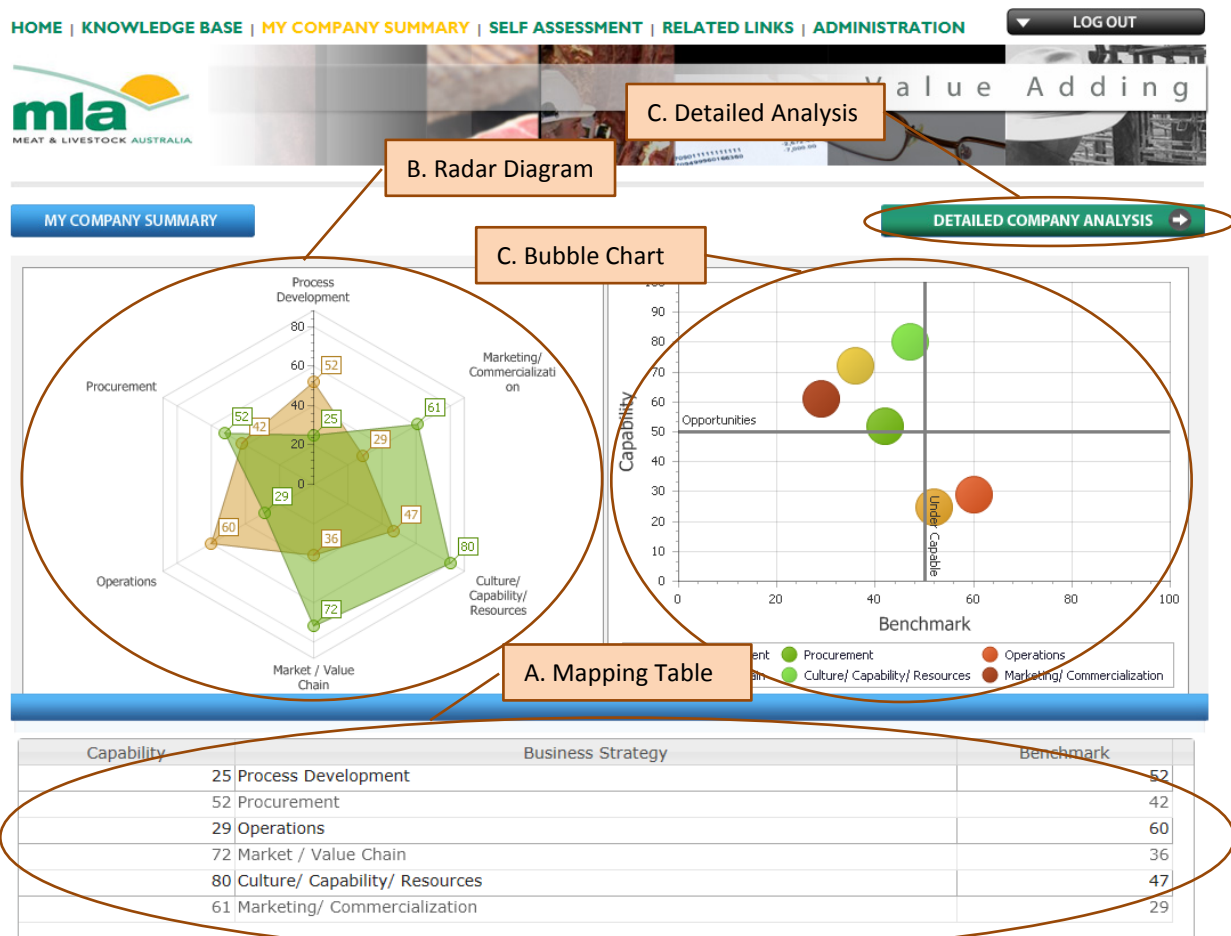 HOME | KNOWLEDGE BASE | MY COMPANY SUMMARY | SELF ASSESSMENT | RELATED LINKS | ADMINISTRATION
LOG OUT
mla
MEAT & LIVESTOCK AUSTRALIA
Value Adding
C. Detailed Analysis
B. Radar Diagram
MY COMPANY SUMMARY
DETAILED COMPANY ANALYSIS
C. Bubble Chart
Process
Development
Marketing/
Commercializati
on
Culture/
Capability/
Resources
Market / Value
Chain
Operations
Procurement
80
60
40
20
0
52
25
61
29
47
80
36
72
60
29
52
42
Capability
100
90
80
70
60
50
40
30
20
10
0
Opportunities
Under Capable
0 20 40 60 80 100
Benchmark
Procurement Operations
Culture/ Capability/ Resources Marketing/ Commercialization
A. Mapping Table
Capability Business Strategy Benchmark
25 Process Development 52
52 Procurement 42
29 Operations 60
72 Market / Value Chain 36
80 Culture/ Capability/ Resources 47
61 Marketing/ Commercialization 29